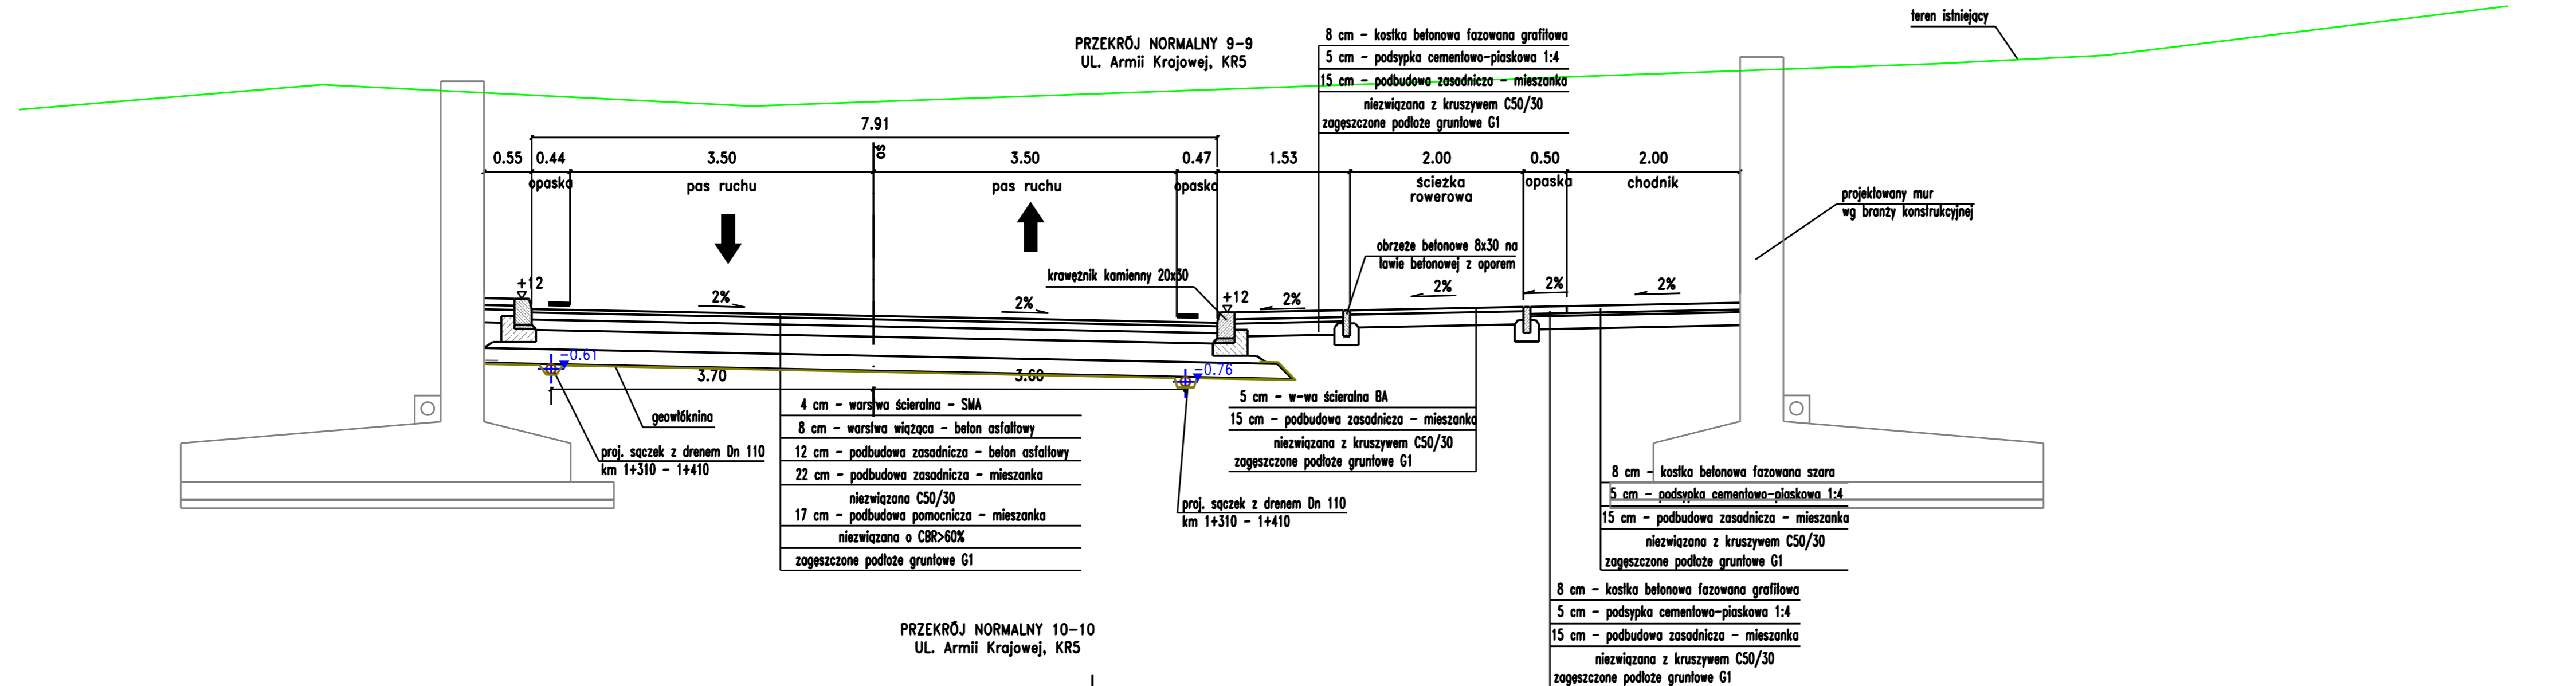 teren istniejący
PRZEKRÓJ NORMALNY 9-9
UL. Armii Krajowej, KR5
8 cm - kostka betonowa fazowana grafitowa
5 cm - podsypka cementowo-piaskowa 1:4
15 cm - podbudowa zasadnicza - mieszanka
niezwiązana z kruszywem C50/30
zagęszczone podłoże gruntowe G1
7.91
oś
0.55 0.44 3.50 3.50 0.47 1.53 2.00 0.50 2.00
opaska pas ruchu pas ruchu opaska ścieżka opaska chodnik
rowerowa
projektowany mur
wg branży konstrukcyjnej
obrzeże betonowe 8x30 na
ławie betonowej z oporem
krawężnik kamienny 20x30
+12 2% 2% +12 2% 2% 2% 2%
-0.61 -0.76
3.70 3.60
geowłóknina
proj. sączek z drenem Dn 110
km 1+310 - 1+410
4 cm - warstwa ścieralna - SMA
8 cm - warstwa wiążąca - beton asfaltowy
12 cm - podbudowa zasadnicza - beton asfaltowy
22 cm - podbudowa zasadnicza - mieszanka
niezwiązana C50/30
17 cm - podbudowa pomocnicza - mieszanka
niezwiązana o CBR>60%
zagęszczone podłoże gruntowe G1
5 cm - w-wa ścieralna BA
15 cm - podbudowa zasadnicza - mieszanka
niezwiązana z kruszywem C50/30
zagęszczone podłoże gruntowe G1
proj. sączek z drenem Dn 110
km 1+310 - 1+410
8 cm - kostka betonowa fazowana szara
5 cm - podsypka cementowo-piaskowa 1:4
15 cm - podbudowa zasadnicza - mieszanka
niezwiązana z kruszywem C50/30
zagęszczone podłoże gruntowe G1
8 cm - kostka betonowa fazowana grafitowa
5 cm - podsypka cementowo-piaskowa 1:4
15 cm - podbudowa zasadnicza - mieszanka
niezwiązana z kruszywem C50/30
zagęszczone podłoże gruntowe G1
PRZEKRÓJ NORMALNY 10-10
UL. Armii Krajowej, KR5